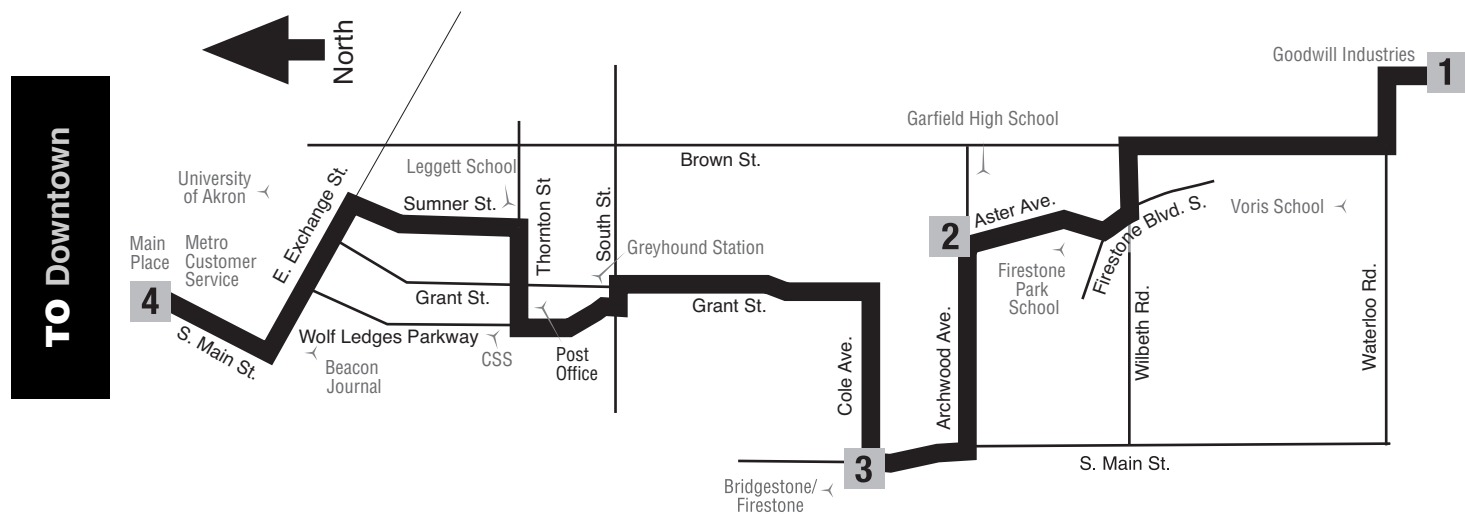 TO Downtown
North
Goodwill Industries
1
Garfield High School
Brown St.
Leggett School
University
of Akron
E. Exchange St.
Sumner St.
Thornton St
South St.
Aster Ave.
Firestone Blvd. S.
Voris School
2
Main
Place
Metro
Customer
Service
Greyhound Station
Firestone
Park
School
4
Grant St.
Grant St.
Wilbeth Rd.
Waterloo Rd.
S. Main St.
Wolf Ledges Parkway
CSS
Post
Office
Beacon
Journal
Cole Ave.
Archwood Ave.
3
S. Main St.
Bridgestone/
Firestone